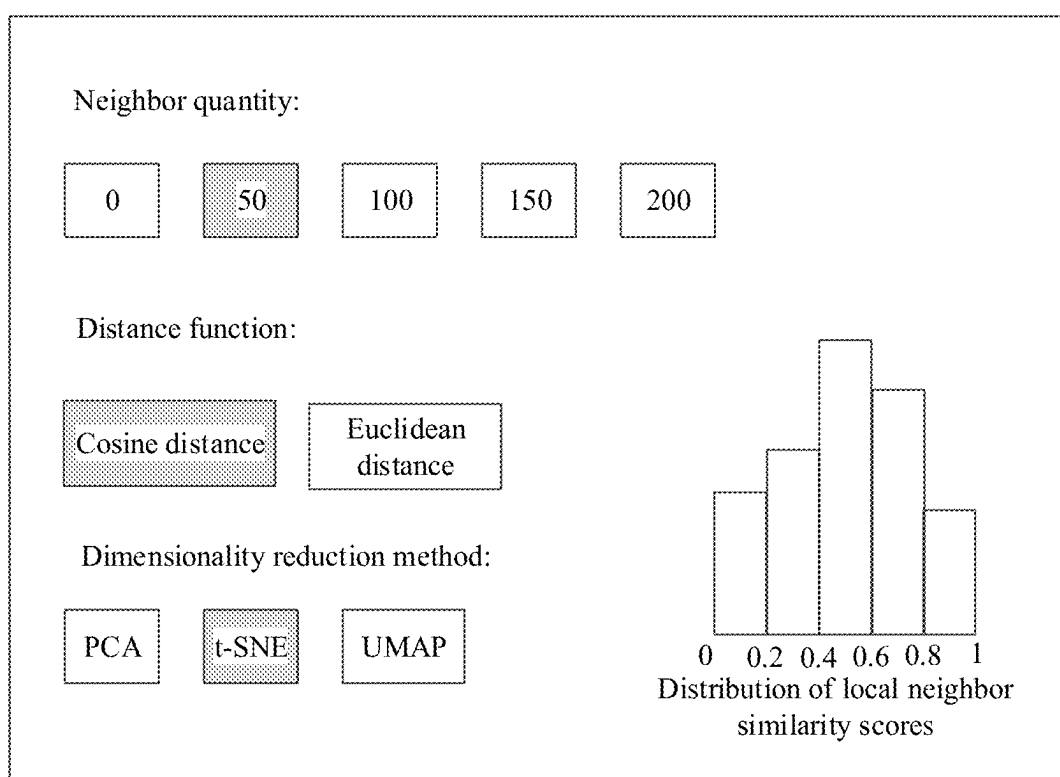 Neighbor quantity:
0 50 100 150 200
Distance function:
Cosine distance
Euclidean
distance
Dimensionality reduction method:
PCA t-SNE UMAP
0 0.2 0.4 0.6 0.8 1
Distribution of local neighbor
similarity scores